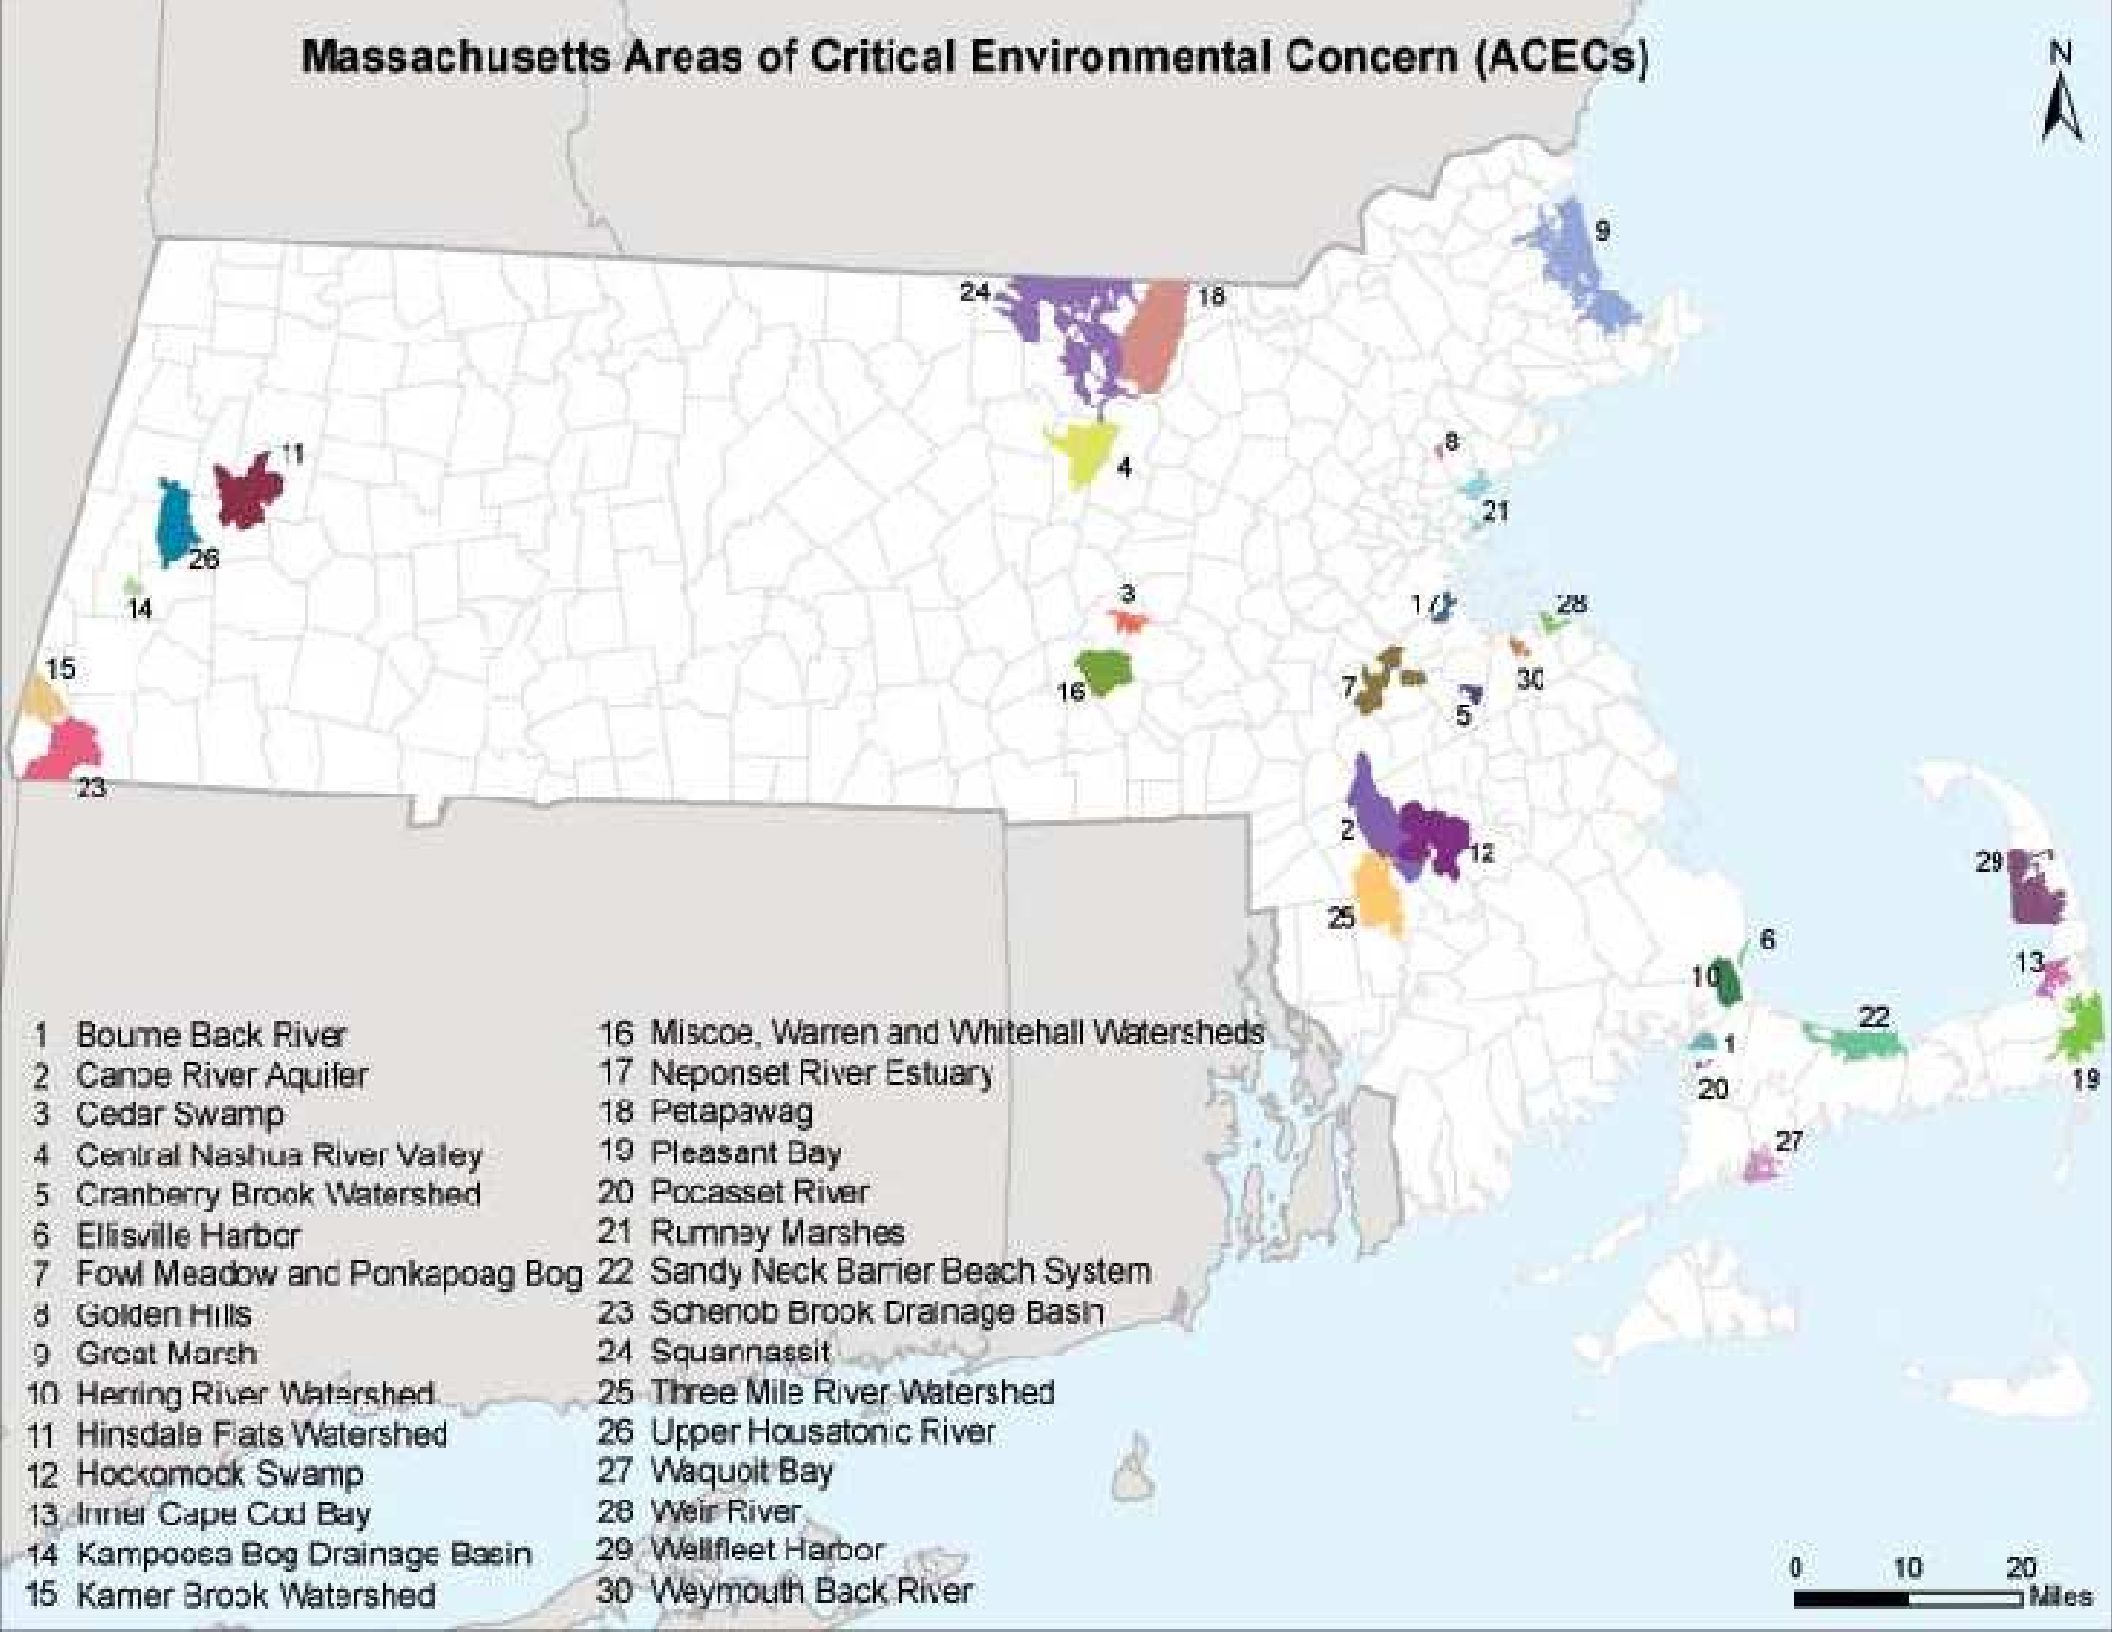 Massachusetts Areas of Critical Environmental Concern (ACECs)
N
9
24
18
11
8
4
21
26
3
14
17
28
15
16
7
30
5
23
2
12
29
25
6
13
10
22
1
20
19
27
1 Bourne Back River
2 Canoe River Aquifer
3 Cedar Swamp
4 Central Nashua River Valley
5 Cranberry Brook Watershed
6 Ellisville Harbor
7 Fowl Meadow and Ponkapoag Bog
8 Golden Hills
9 Great Marsh
10 Herring River Watershed
11 Hinsdale Flats Watershed
12 Hockomock Swamp
13 Inner Cape Cod Bay
14 Kampoosa Bog Drainage Basin
15 Karner Brook Watershed
16 Miscoe, Warren and Whitehall Watersheds
17 Neponset River Estuary
18 Petapawag
19 Pleasant Bay
20 Pocasset River
21 Rumney Marshes
22 Sandy Neck Barrier Beach System
23 Schenob Brook Drainage Basin
24 Squannassit
25 Three Mile River Watershed
26 Upper Housatonic River
27 Waquoit Bay
28 Weir River
29 Wellfleet Harbor
30 Weymouth Back River
0 10 20
Miles